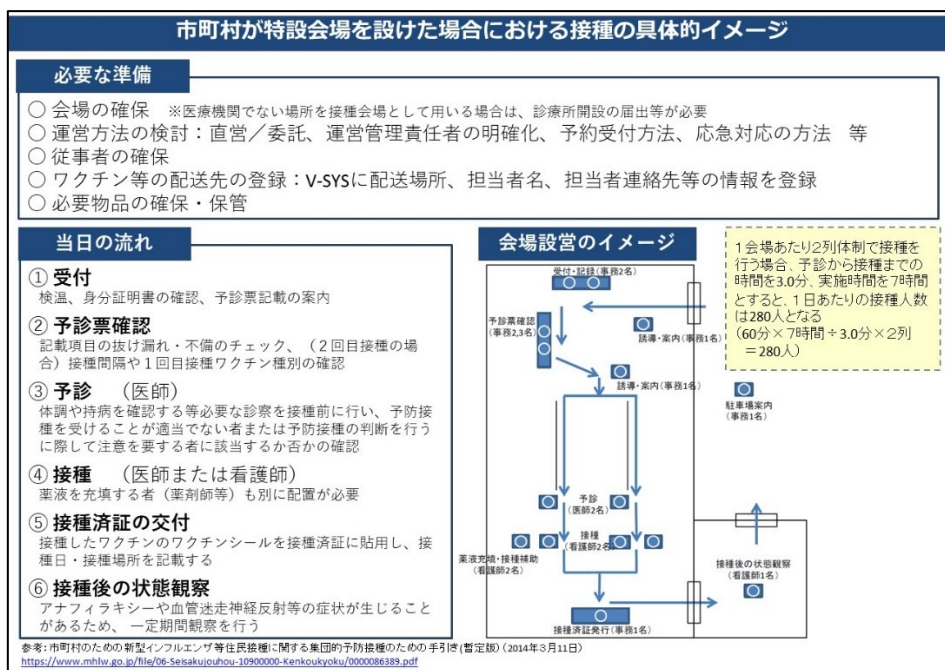 市町村が特設会場を設けた場合における接種の具体的イメージ
必要な準備
○ 会場の確保 ※医療機関でない場所を接種会場として用いる場合は、診療所開設の届出等が必要
○ 運営方法の検討：直営／委託、運営管理責任者の明確化、予約受付方法、応急対応の方法 等
○ 従事者の確保
○ ワクチン等の配送先の登録：V-SYSに配送場所、担当者名、担当者連絡先等の情報を登録
○ 必要物品の確保・保管
当日の流れ
① 受付
検温、身分証明書の確認、予診票記載の案内
② 予診票確認
記載項目の抜け漏れ・不備のチェック、（２回目接種の場
合）接種間隔や１回目接種ワクチン種別の確認
③ 予診 （医師）
体調や持病を確認する等必要な診察を接種前に行い、予防接
種を受けることが適当でない者または予防接種の判断を行う
に際して注意を要する者に該当するか否かの確認
④ 接種 （医師または看護師）
薬液を充填する者（薬剤師等）も別に配置が必要
⑤ 接種済証の交付
接種したワクチンのワクチンシールを接種済証に貼用し、接
種日・接種場所を記載する
⑥ 接種後の状態観察
アナフィラキシーや血管迷走神経反射等の症状が生じること
があるため、 一定期間観察を行う
会場設営のイメージ
受付・記録（事務2名）
予診票確認
（事務2,3名）
誘導・案内（事務1名）
誘導・案内（事務1名）
駐車場案内
（事務1名）
予診
（医師2名）
接種
（看護師2名）
薬液充填・接種補助
（看護師2名）
接種後の状態観察
（看護師1名）
接種済証発行（事務1名）
１会場あたり２列体制で接種を
行う場合、予診から接種までの
時間を3.0分、実施時間を７時間
とすると、１日あたりの接種人数
は280人となる
（60分×７時間÷3.0分×２列
＝280人）
参考：市町村のための新型インフルエンザ等住民接種に関する集団的予防接種のための手引き(暫定版)（2014年３月11日）
https://www.mhlw.go.jp/file/06-Seisakujouhou-10900000-Kenkoukyoku/0000086389.pdf